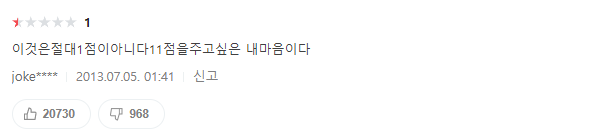 1
이것은절대1점이아니다11점을주고싶은 내마음이다
joke**** 2013.07.05. 01:41 신고
20730 968